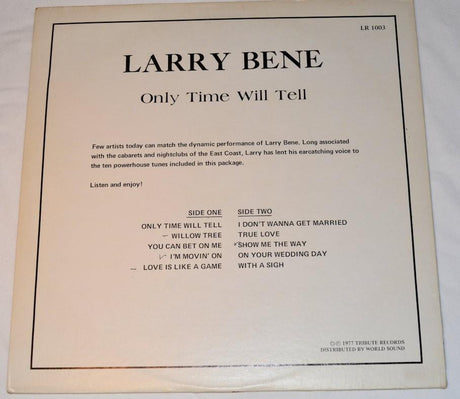 LR 1003
LARRY BENE
Only Time Will Tell
Few artists today can match the dynamic performance of Larry Bene. Long associated
with the cabarets and nightclubs of the East Coast, Larry has lent his earcatching voice to
the ten powerhouse tunes included in this package.
Listen and enjoy!
SIDE ONE
ONLY TIME WILL TELL
WILLOW TREE
YOU CAN BET ON ME
I'M MOVIN' ON
LOVE IS LIKE A GAME
SIDE TWO
I DON'T WANNA GET MARRIED
TRUE LOVE
SHOW ME THE WAY
ON YOUR WEDDING DAY
WITH A SIGH
©℗ 1977 TRIBUTE RECORDS
DISTRIBUTED BY WORLD SOUND